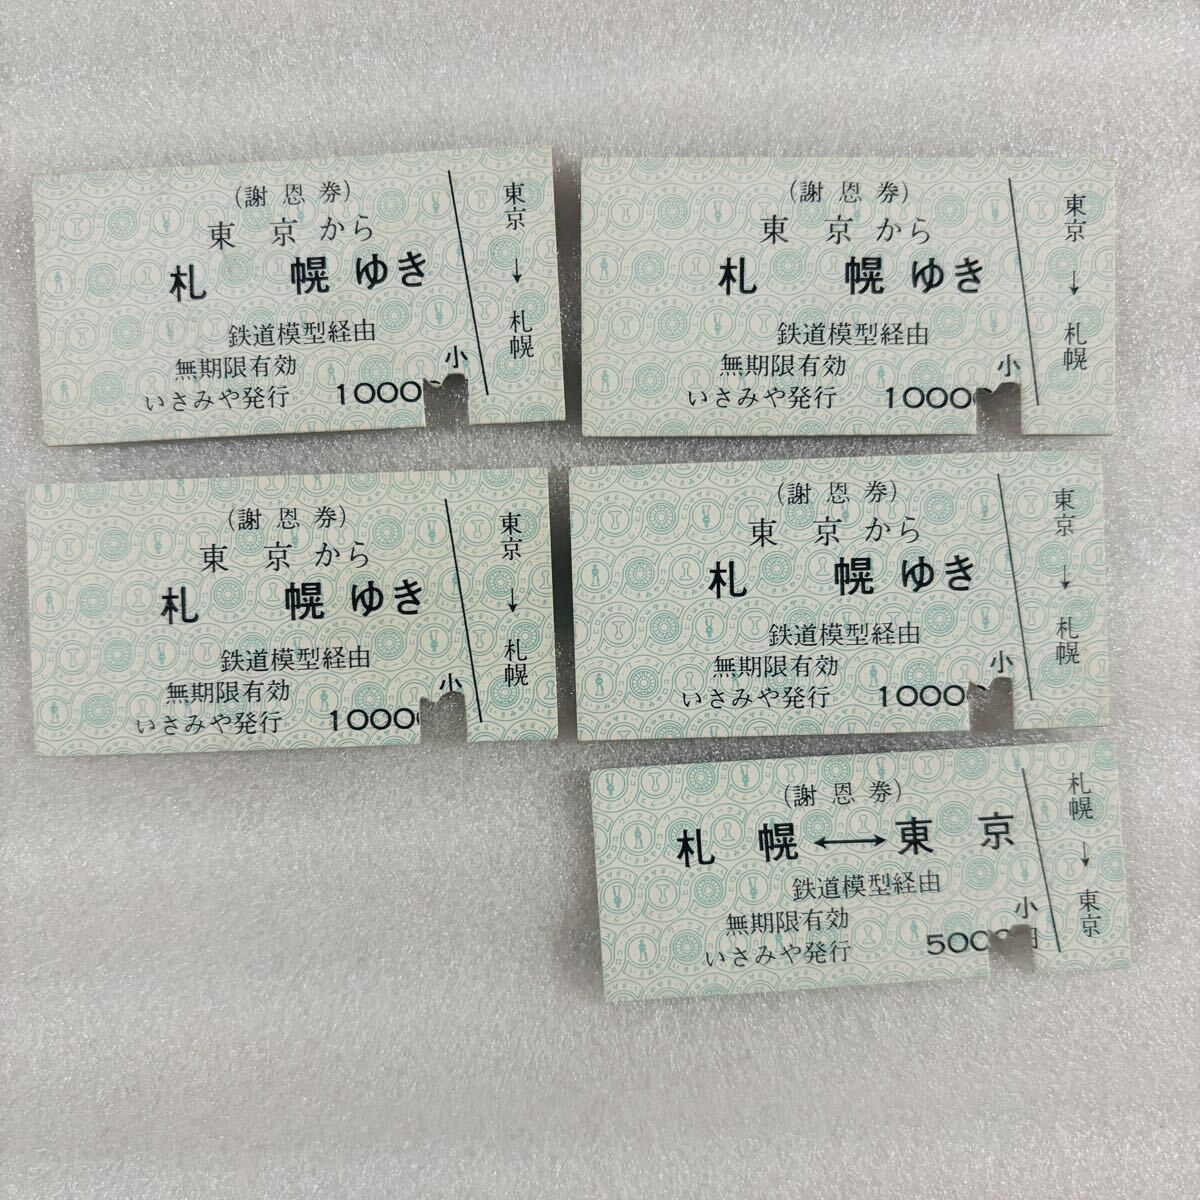 (謝恩券)
東京から
札幌ゆき
鉄道模型経由
無期限有効
小
いさみや発行 1000
東京→札幌
(謝恩券)
東京から
札幌ゆき
鉄道模型経由
無期限有効
小
いさみや発行 1000
東京→札幌
(謝恩券)
東京から
札幌ゆき
鉄道模型経由
無期限有効
小
いさみや発行 1000
東京→札幌
(謝恩券)
東京から
札幌ゆき
鉄道模型経由
無期限有効
小
いさみや発行 1000
東京→札幌
(謝恩券)
札幌↔東京
鉄道模型経由
無期限有効
小
いさみや発行 5000円
札幌→東京